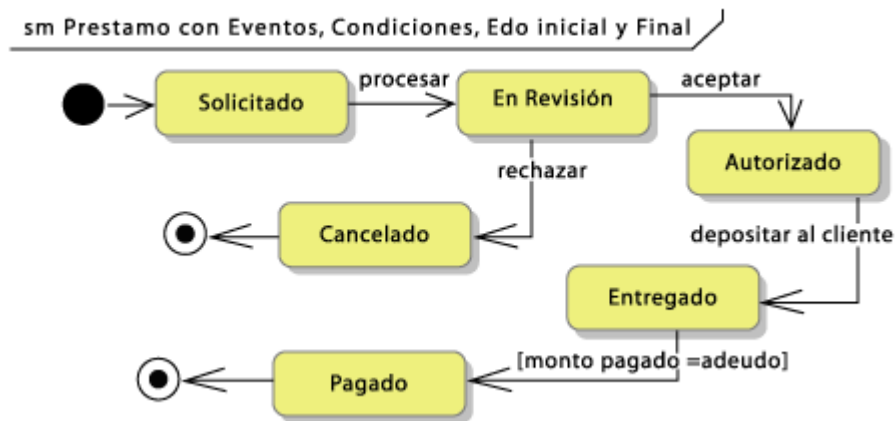 sm Prestamo con Eventos, Condiciones, Edo inicial y Final
Solicitado
procesar
En Revisión
aceptar
Autorizado
rechazar
Cancelado
depositar al cliente
Entregado
[monto pagado =adeudo]
Pagado